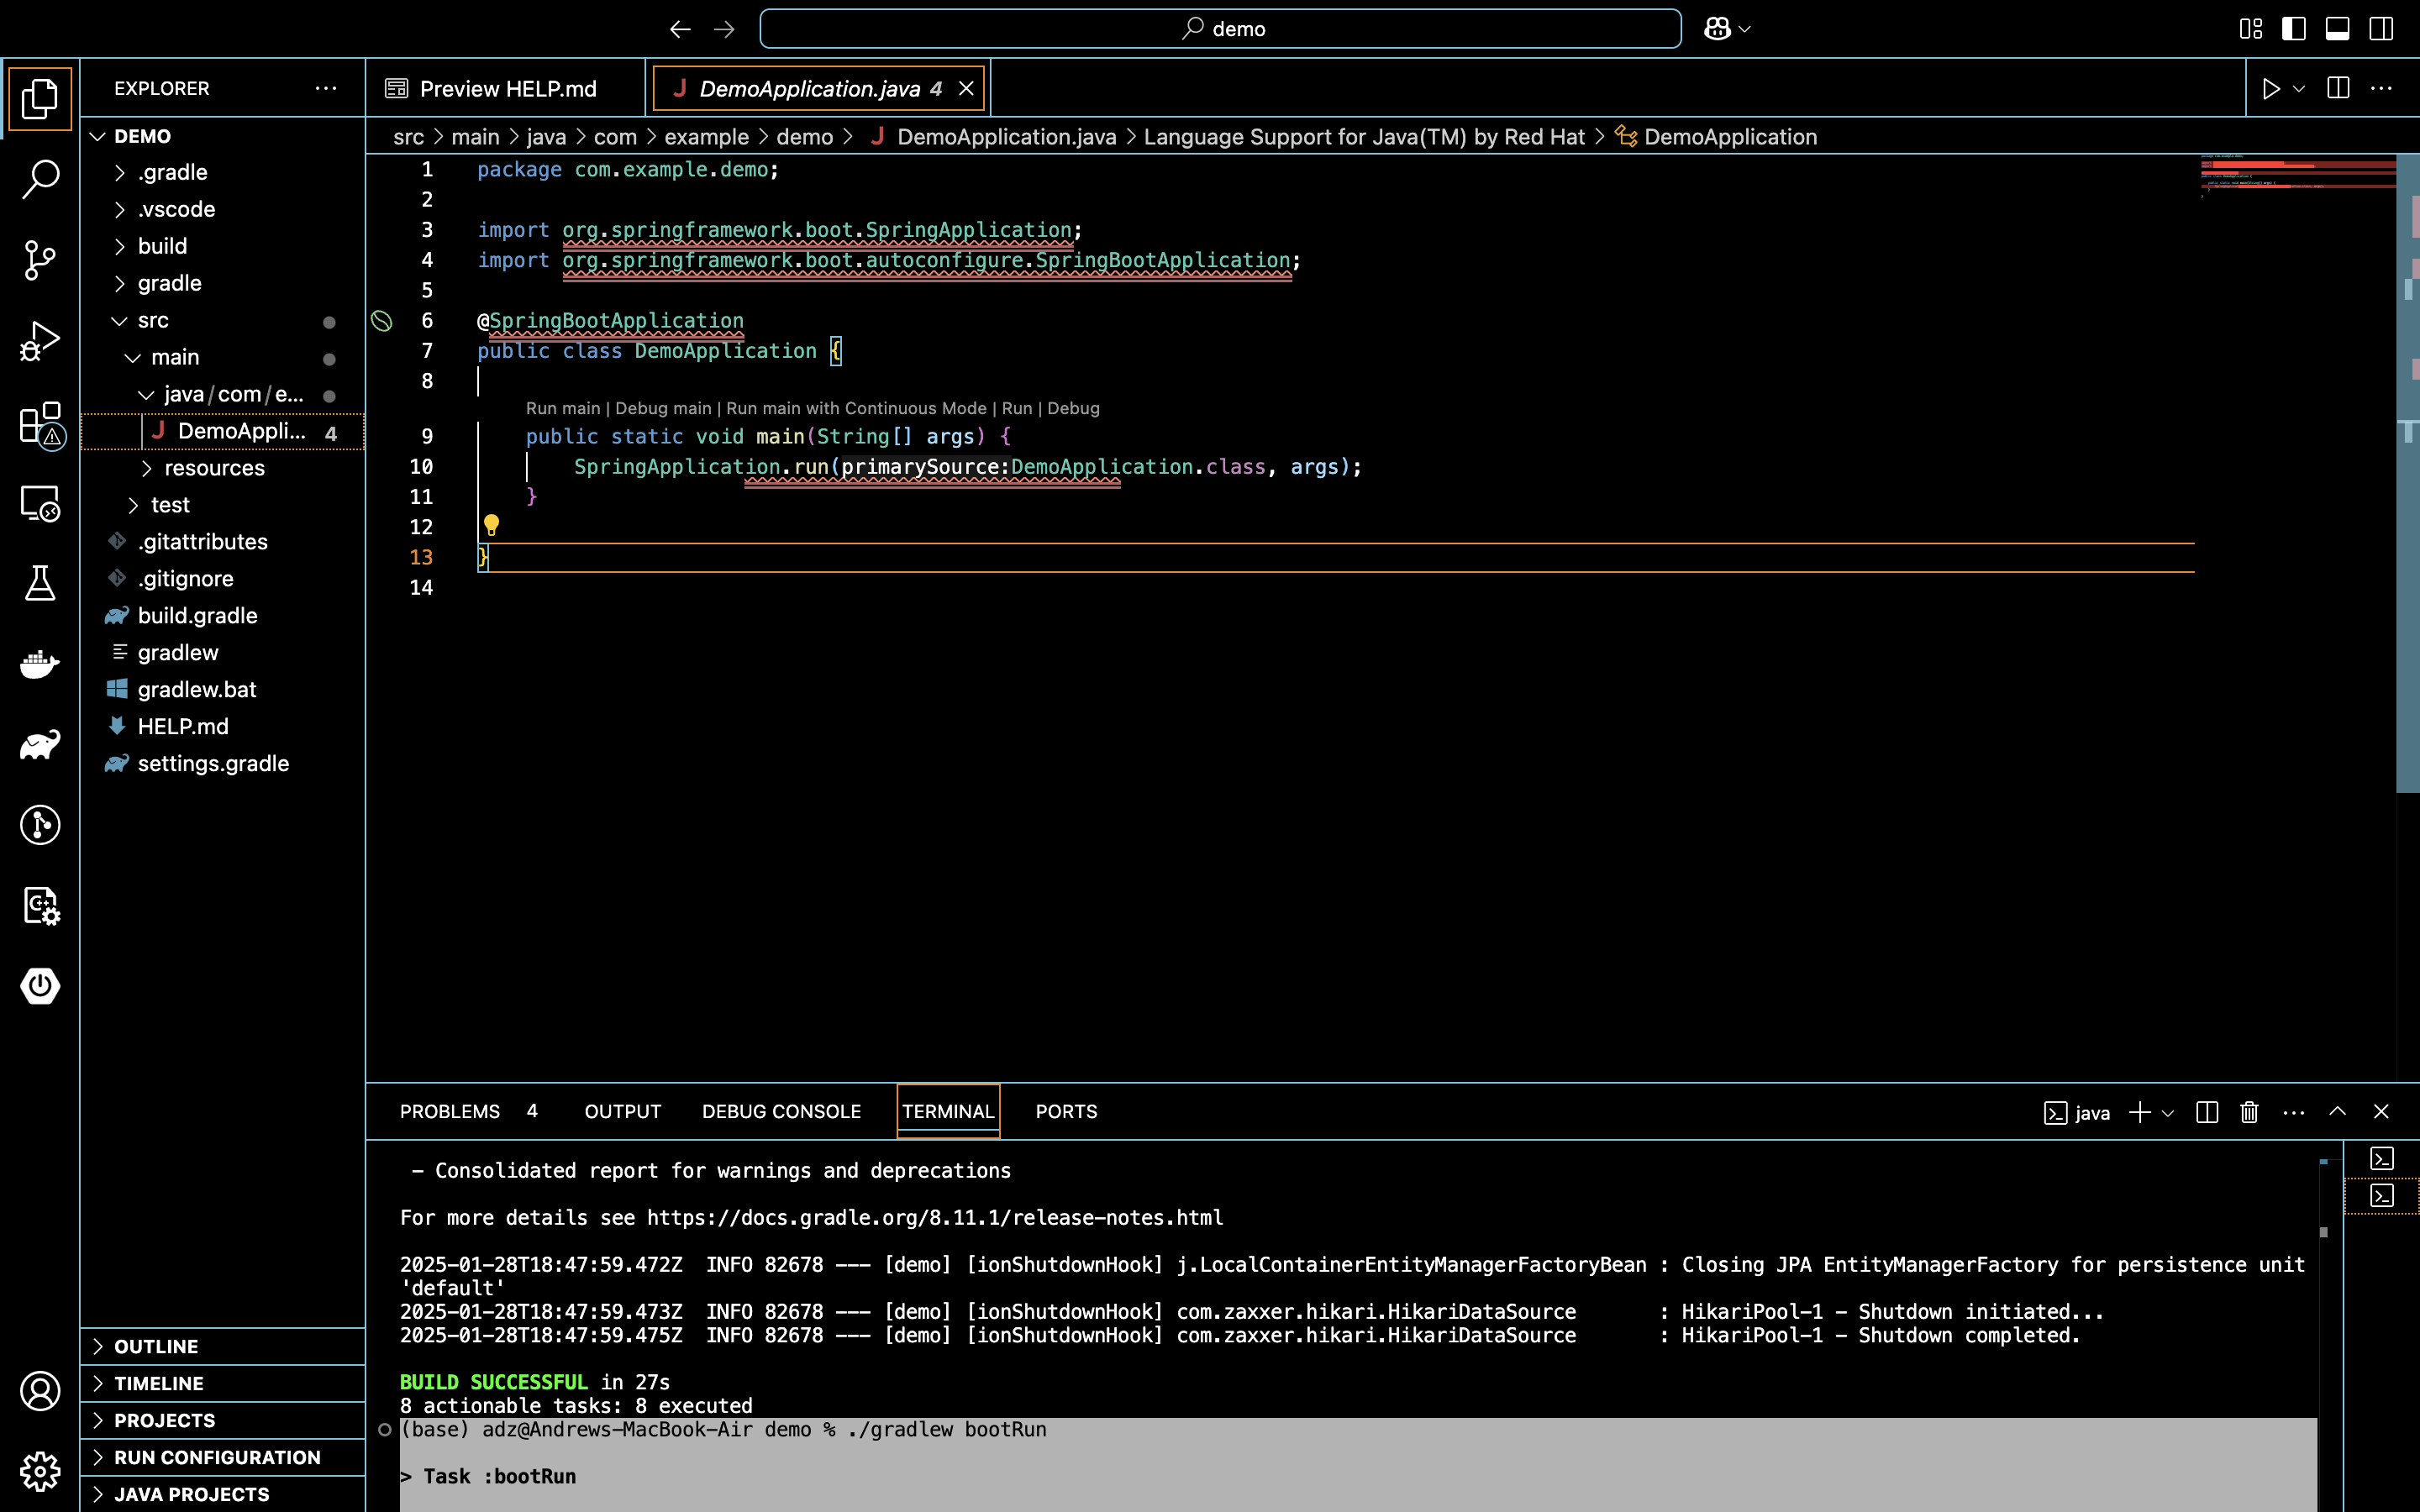 demo
EXPLORER
Preview HELP.md
DemoApplication.java 4
DEMO
.gradle
.vscode
build
gradle
src
main
java/com/e...
DemoAppli... 4
resources
test
.gitattributes
.gitignore
build.gradle
gradlew
gradlew.bat
HELP.md
settings.gradle
OUTLINE
TIMELINE
PROJECTS
RUN CONFIGURATION
JAVA PROJECTS
src > main > java > com > example > demo > J DemoApplication.java > Language Support for Java(TM) by Red Hat > DemoApplication
1 package com.example.demo;
2
3 import org.springframework.boot.SpringApplication;
4 import org.springframework.boot.autoconfigure.SpringBootApplication;
5
6 @SpringBootApplication
7 public class DemoApplication {
8
Run main | Debug main | Run main with Continuous Mode | Run | Debug
9 public static void main(String[] args) {
10 SpringApplication.run(primarySource:DemoApplication.class, args);
11 }
12
13 }
14
PROBLEMS 4 OUTPUT DEBUG CONSOLE TERMINAL PORTS
java
- Consolidated report for warnings and deprecations
For more details see https://docs.gradle.org/8.11.1/release-notes.html
2025-01-28T18:47:59.472Z INFO 82678 --- [demo] [ionShutdownHook] j.LocalContainerEntityManagerFactoryBean : Closing JPA EntityManagerFactory for persistence unit
'default'
2025-01-28T18:47:59.473Z INFO 82678 --- [demo] [ionShutdownHook] com.zaxxer.hikari.HikariDataSource : HikariPool-1 - Shutdown initiated...
2025-01-28T18:47:59.475Z INFO 82678 --- [demo] [ionShutdownHook] com.zaxxer.hikari.HikariDataSource : HikariPool-1 - Shutdown completed.
BUILD SUCCESSFUL in 27s
8 actionable tasks: 8 executed
(base) adz@Andrews-MacBook-Air demo % ./gradlew bootRun
> Task :bootRun